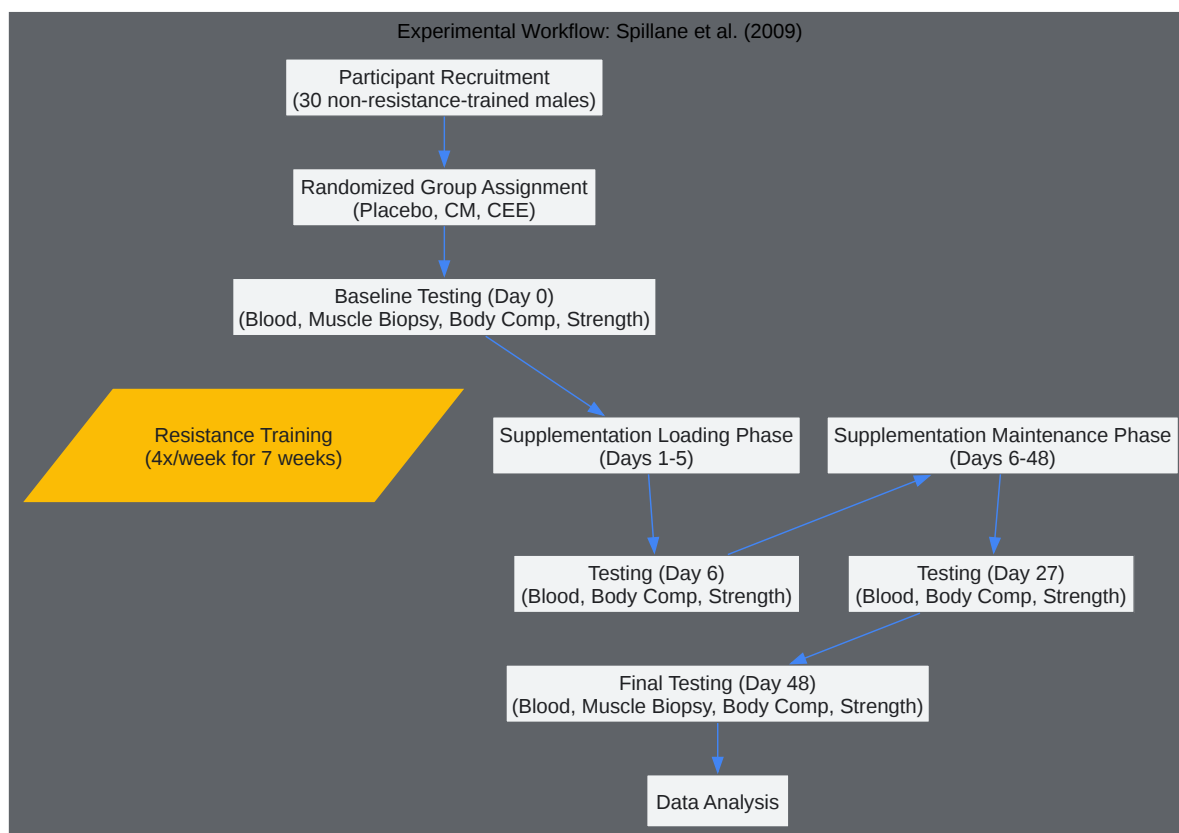 Experimental Workflow: Spillane et al. (2009)
Participant Recruitment
(30 non-resistance-trained males)
Randomized Group Assignment
(Placebo, CM, CEE)
Baseline Testing (Day 0)
(Blood, Muscle Biopsy, Body Comp, Strength)
Resistance Training
(4x/week for 7 weeks)
Supplementation Loading Phase
(Days 1-5)
Supplementation Maintenance Phase
(Days 6-48)
Testing (Day 6)
(Blood, Body Comp, Strength)
Testing (Day 27)
(Blood, Body Comp, Strength)
Final Testing (Day 48)
(Blood, Muscle Biopsy, Body Comp, Strength)
Data Analysis